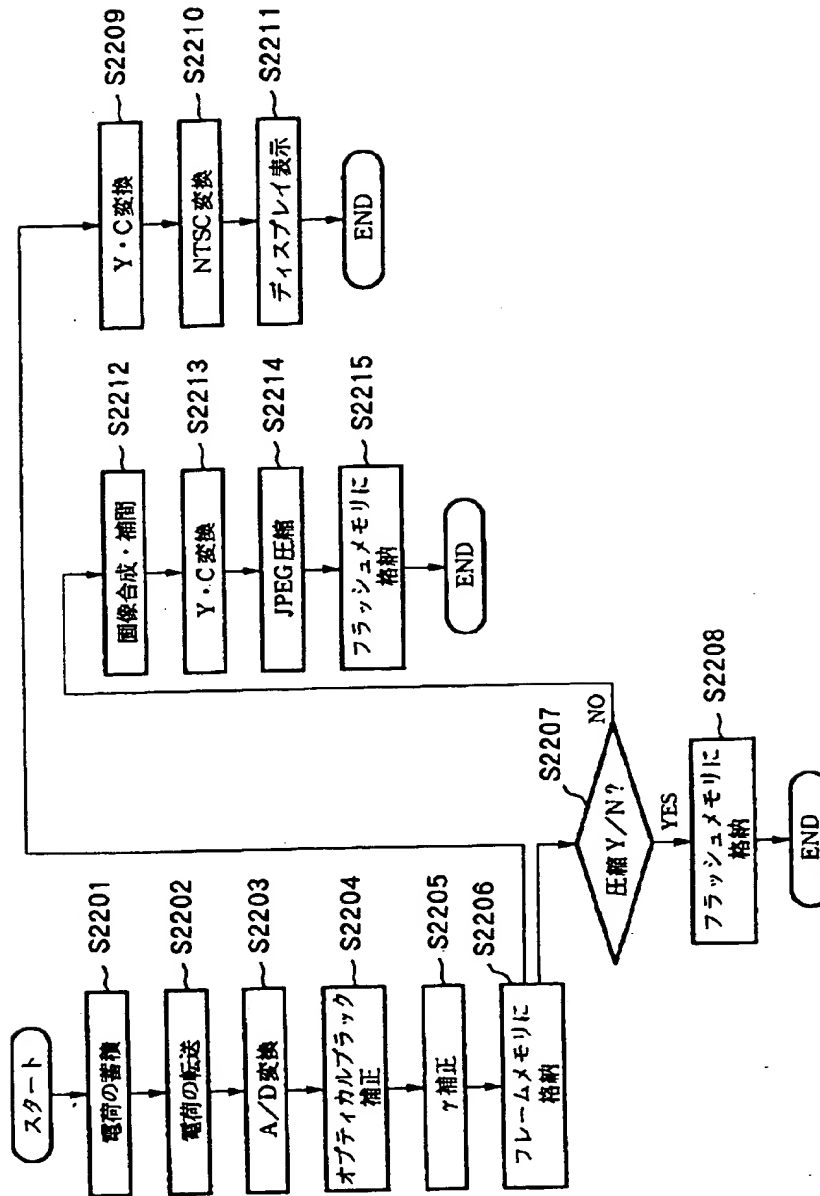 スタート
電荷の蓄積
S2201
電荷の転送
S2202
A/D変換
S2203
オプティカルブラック
補正
S2204
γ補正
S2205
フレームメモリに
格納
S2206
圧縮Y/N?
S2207
YES
NO
フラッシュメモリに
格納
S2208
END
画像合成・補間
S2212
Y・C変換
S2213
JPEG圧縮
S2214
フラッシュメモリに
格納
S2215
END
Y・C変換
S2209
NTSC変換
S2210
ディスプレイ表示
S2211
END